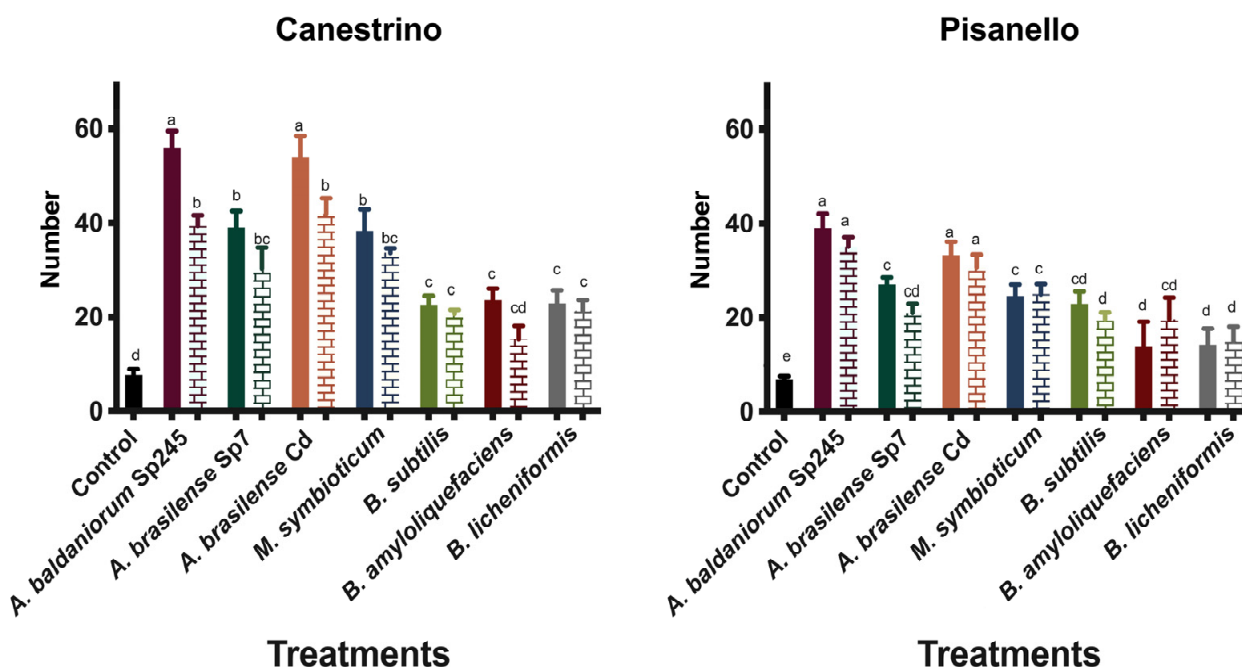 Canestrino
Number
60
40
20
0
d
a
b
b
bc
a
b
b
bc
c
c
c
cd
c
c
Control
A. baldaniorum Sp245
A. brasilense Sp7
A. brasilense Cd
M. symbioticum
B. subtilis
B. amyloliquefaciens
B. licheniformis
Treatments
Pisanello
Number
60
40
20
0
e
a
a
c
cd
a
a
c
c
cd
d
d
cd
d
d
Control
A. baldaniorum Sp245
A. brasilense Sp7
A. brasilense Cd
M. symbioticum
B. subtilis
B. amyloliquefaciens
B. licheniformis
Treatments